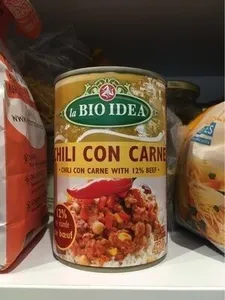 la BIO IDEA
CHILI CON CARNE
• CHILI CON CARNE WITH 12% BEEF •
12%